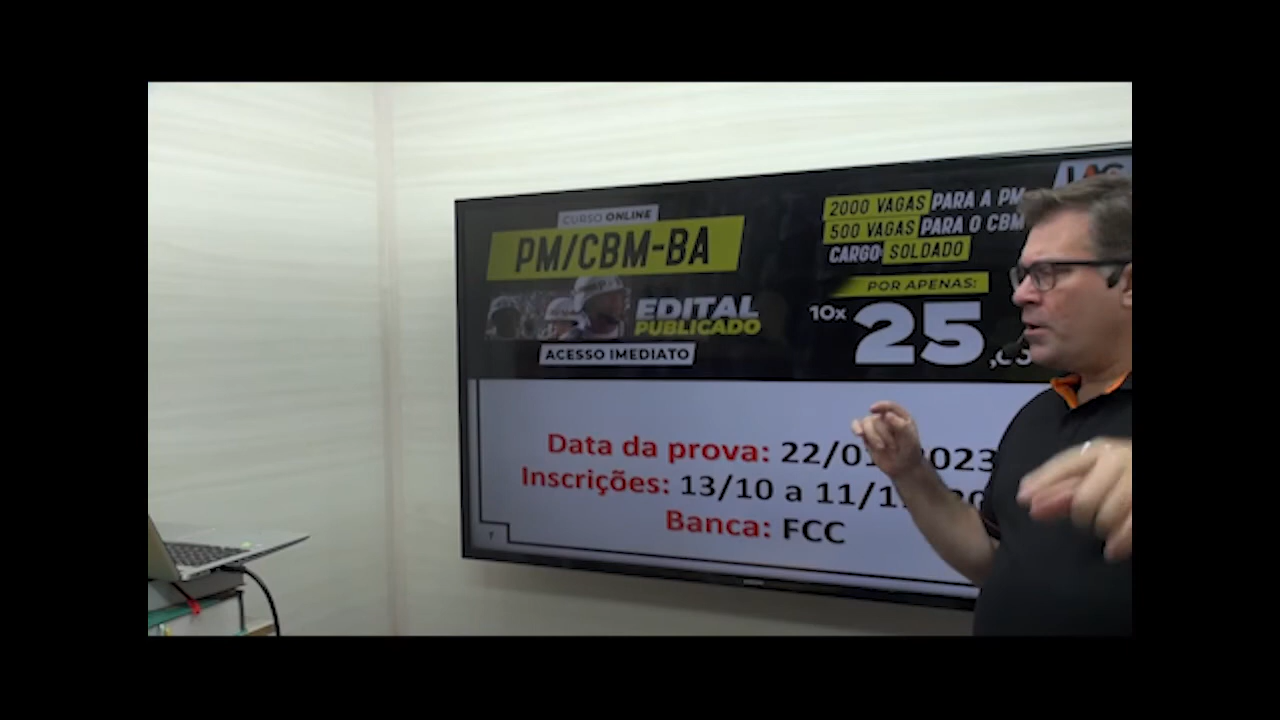 CURSO ONLINE
PM/CBM-BA
EDITAL
PUBLICADO
ACESSO IMEDIATO
2000 VAGAS PARA A PM
500 VAGAS PARA O CBM
CARGO SOLDADO
POR APENAS:
10x 25
Data da prova: 22/01 2023
Inscrições: 13/10 a 11/1
Banca: FCC